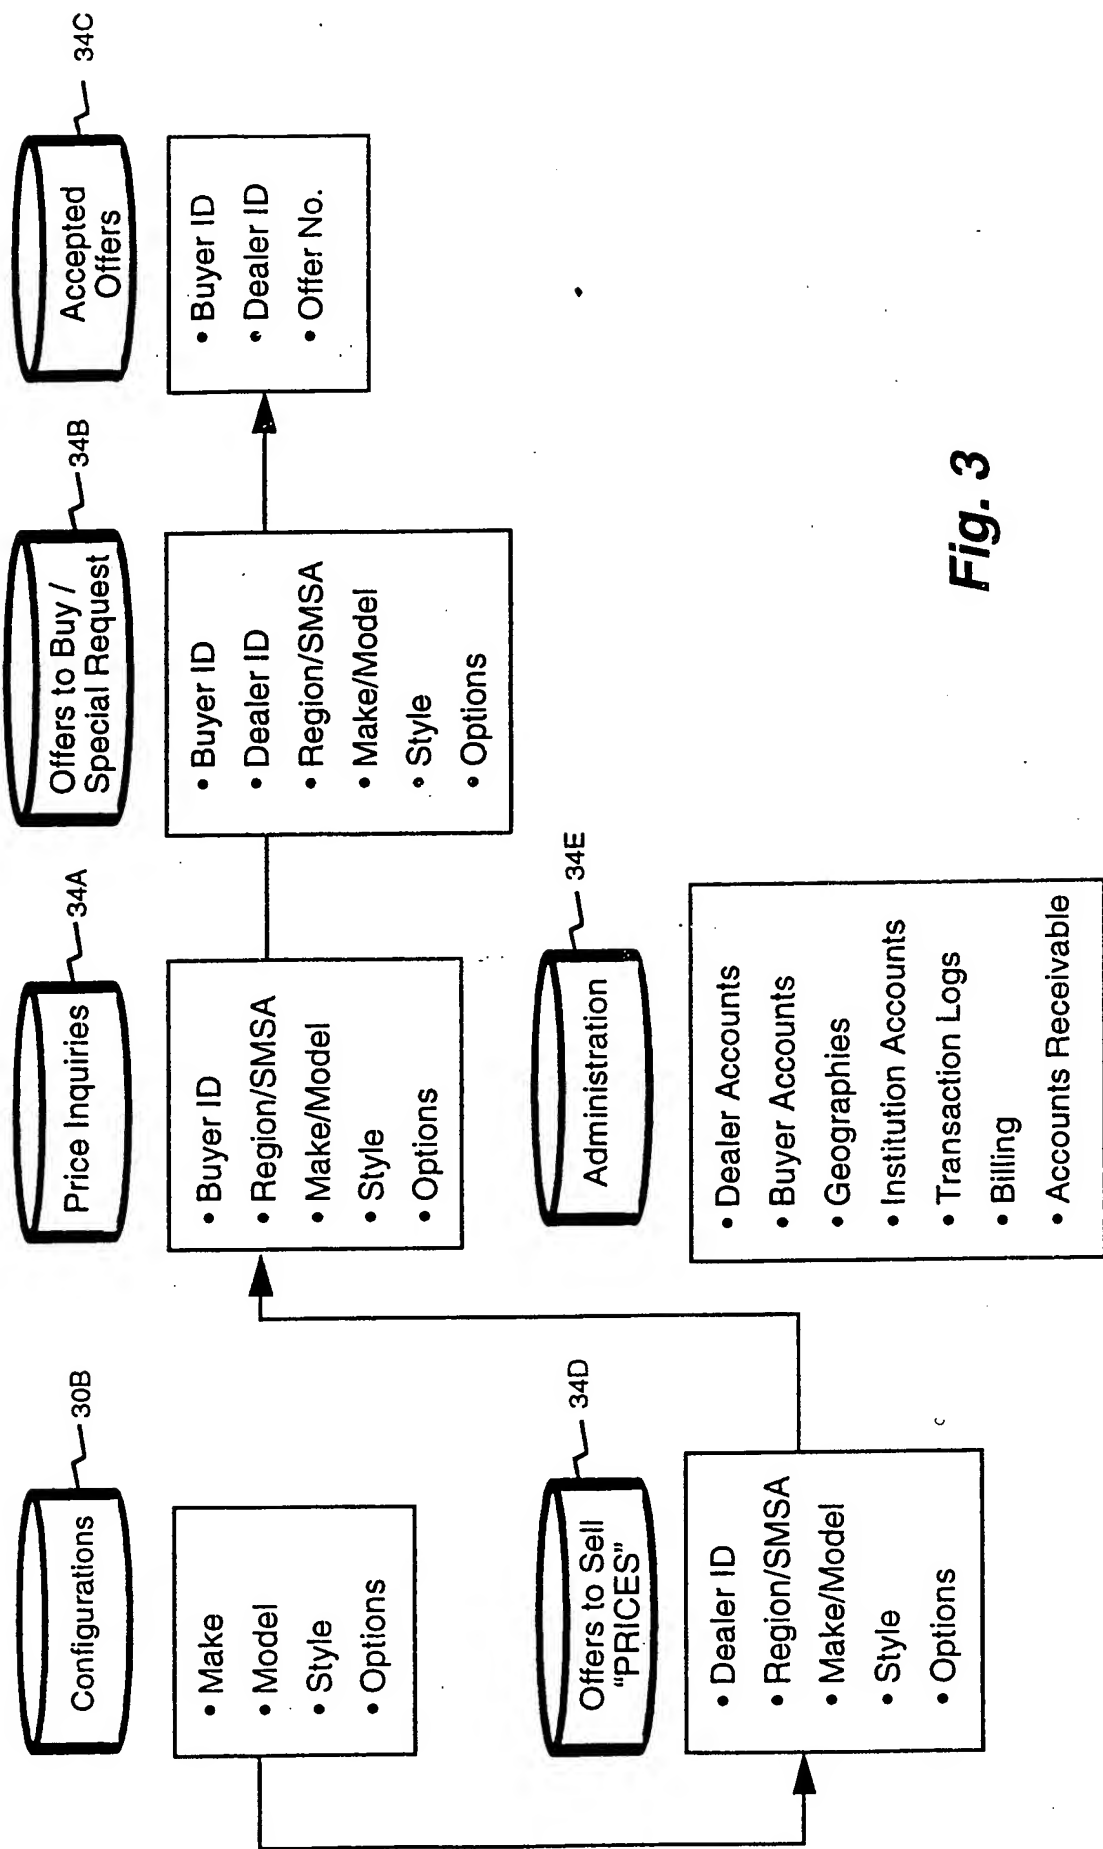 30B
Configurations
• Make
• Model
• Style
• Options
34A
Price Inquiries
• Buyer ID
• Region/SMSA
• Make/Model
• Style
• Options
34B
Offers to Buy /
Special Request
• Buyer ID
• Dealer ID
• Region/SMSA
• Make/Model
• Style
• Options
34C
Accepted
Offers
• Buyer ID
• Dealer ID
• Offer No.
34D
Offers to Sell
“PRICES”
• Dealer ID
• Region/SMSA
• Make/Model
• Style
• Options
34E
Administration
• Dealer Accounts
• Buyer Accounts
• Geographies
• Institution Accounts
• Transaction Logs
• Billing
• Accounts Receivable
Fig. 3